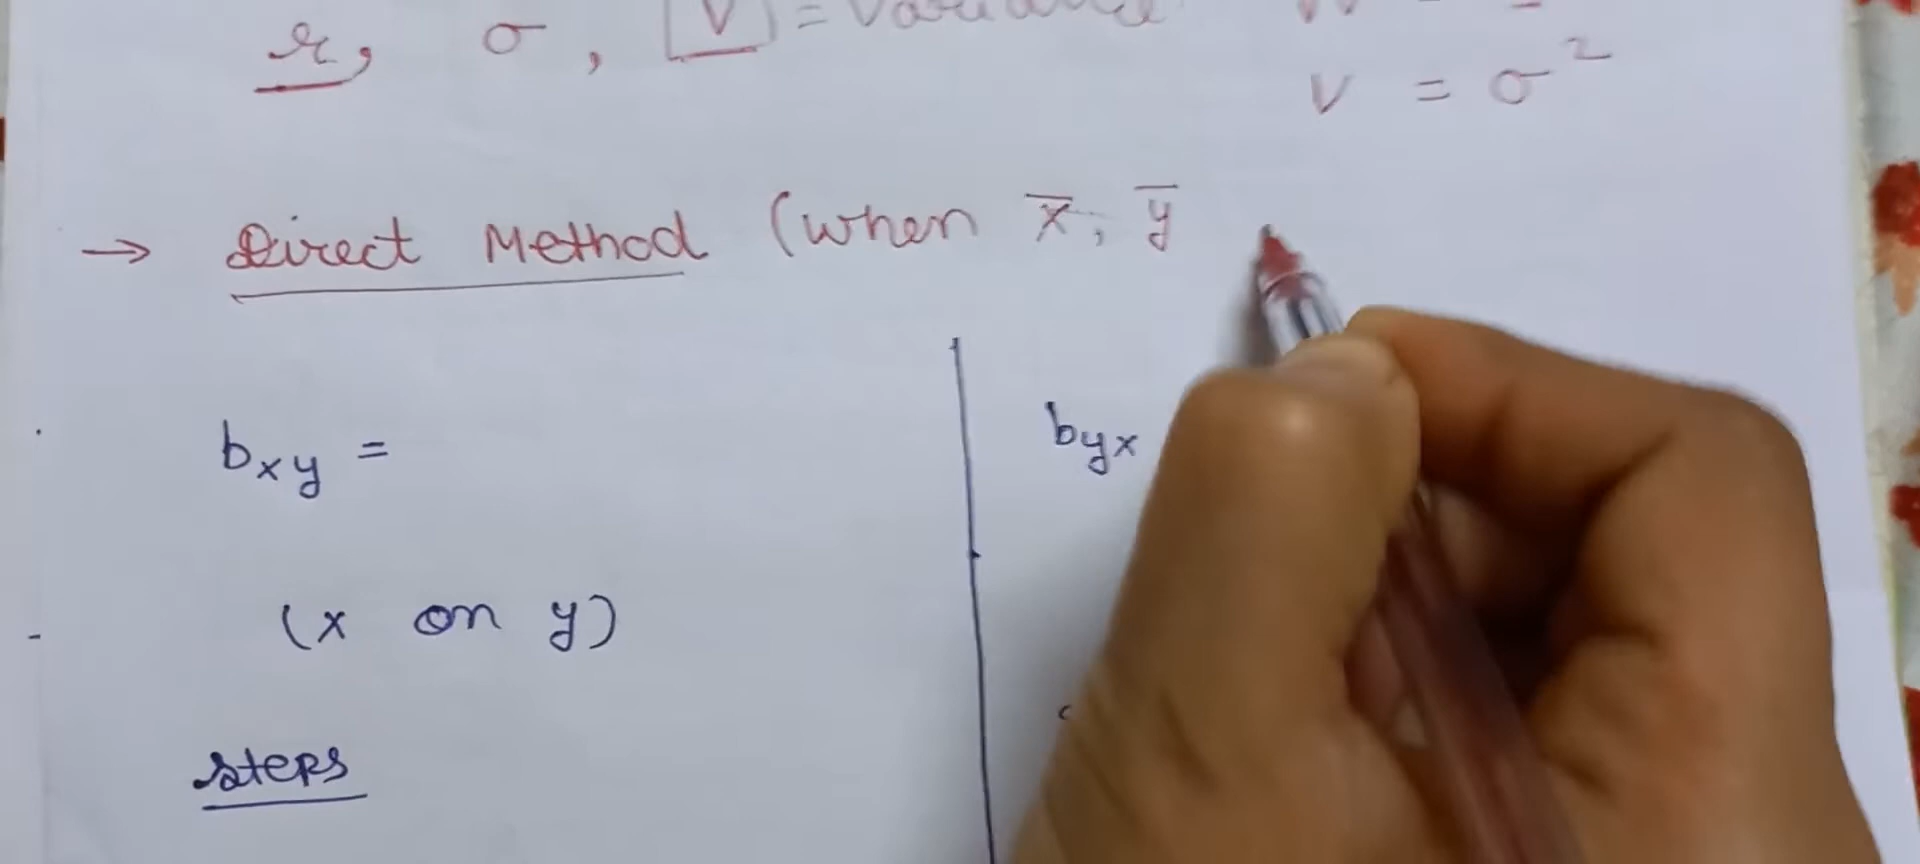 r, σ, V = Variance
V = σ²
→ Direct Method (when x̅, y̅
bxy =
byx
(x on y)
steps